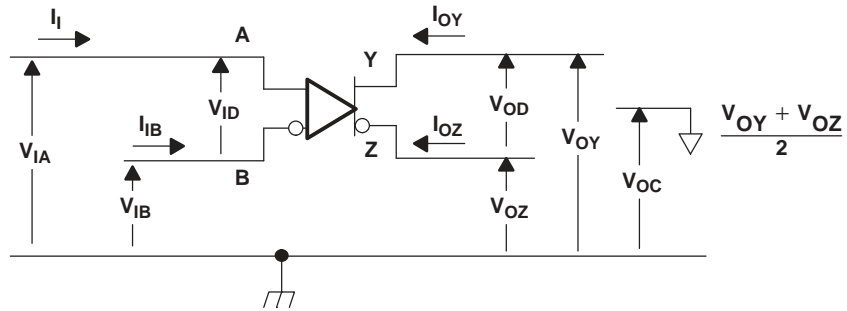 I_I
A
I_OY
Y
V_OY + V_OZ
2
I_IB
V_ID
V_OD
I_OZ
V_IA
V_OY
Z
B
V_OC
V_IB
V_OZ